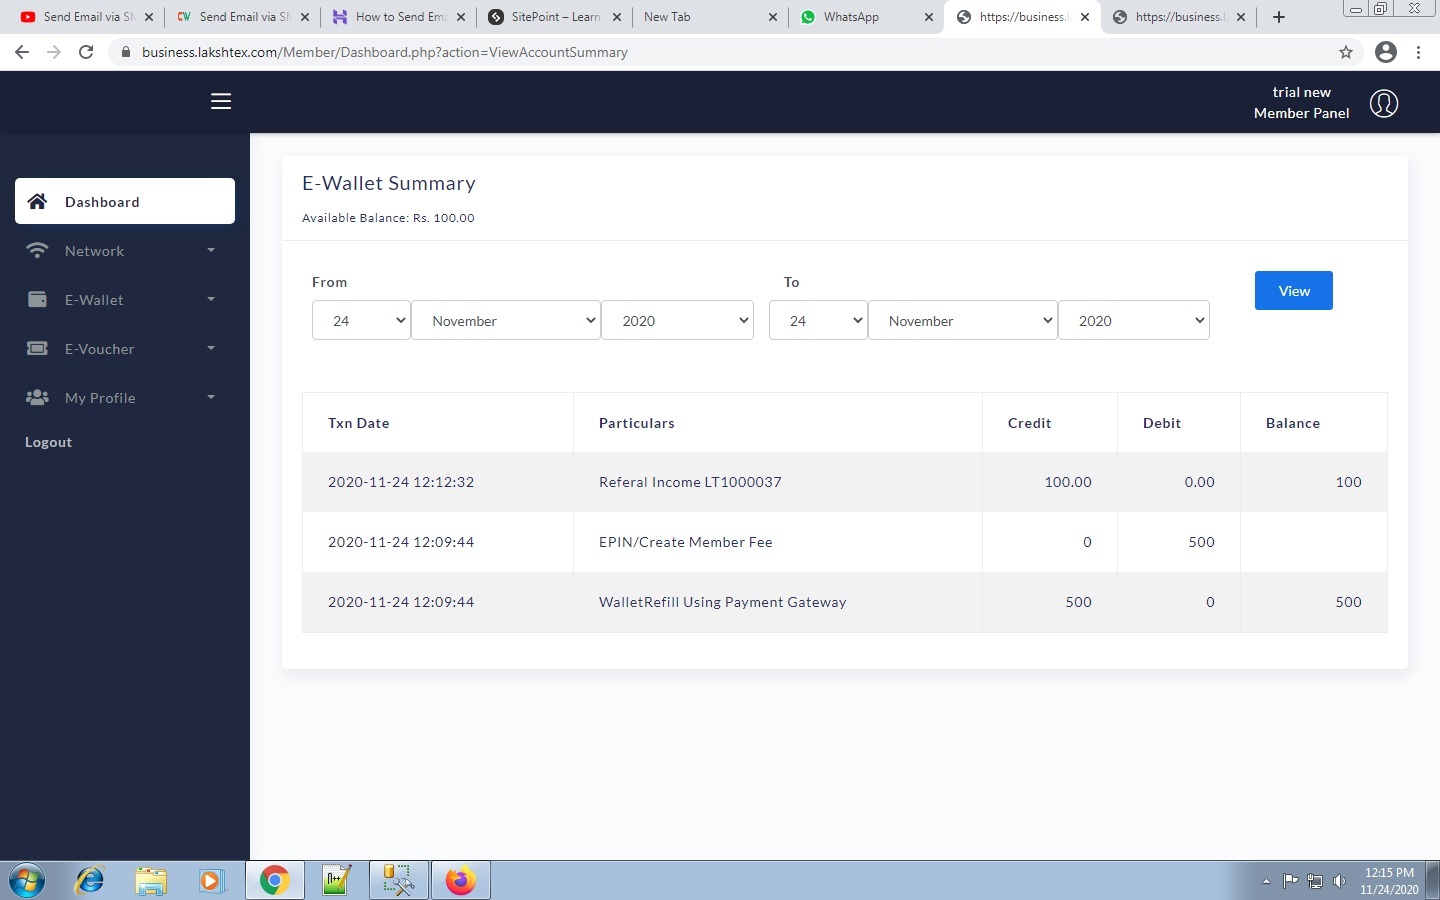 Send Email via SM
Send Email via SM
How to Send Ema
SitePoint – Learn
New Tab
WhatsApp
https://business.l
https://business.l
business.lakshtex.com/Member/Dashboard.php?action=ViewAccountSummary
trial new
Member Panel
Dashboard
Network
E-Wallet
E-Voucher
My Profile
Logout
E-Wallet Summary
Available Balance: Rs. 100.00
From To
24 November 2020 24 November 2020 View
Txn Date Particulars Credit Debit Balance
2020-11-24 12:12:32 Referal Income LT1000037 100.00 0.00 100
2020-11-24 12:09:44 EPIN/Create Member Fee 0 500
2020-11-24 12:09:44 WalletRefill Using Payment Gateway 500 0 500
12:15 PM
11/24/2020